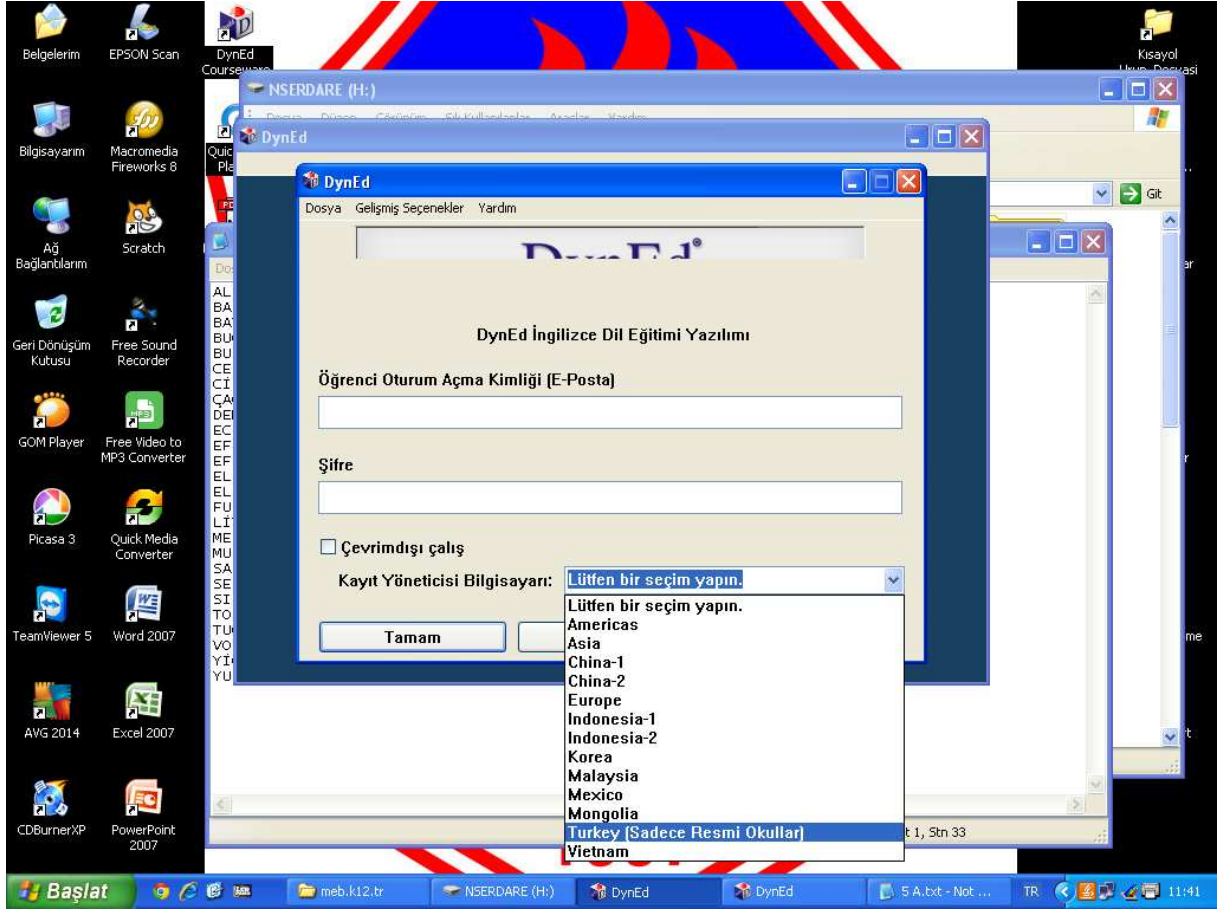 Belgelerim
EPSON Scan
DynEd
Kısayol
NSERDARE (H:)
Bilgisayarım
Macromedia
Fireworks 8
DynEd
DynEd
Dosya Gelişmiş Seçenekler Yardım
Git
DynEd®
Ağ
Bağlantılarım
Scratch
DynEd İngilizce Dil Eğitimi Yazılımı
Geri Dönüşüm
Kutusu
Free Sound
Recorder
Öğrenci Oturum Açma Kimliği (E-Posta)
GOM Player
Free Video to
MP3 Converter
Şifre
Picasa 3
Quick Media
Converter
Çevrimdışı çalış
Kayıt Yöneticisi Bilgisayarı: Lütfen bir seçim yapın.
Lütfen bir seçim yapın.
Americas
Asia
China-1
China-2
Europe
Indonesia-1
Indonesia-2
Korea
Malaysia
Mexico
Mongolia
Turkey (Sadece Resmi Okullar)
Vietnam
Tamam
TeamViewer 5
Word 2007
AVG 2014
Excel 2007
CDBurnerXP
PowerPoint
2007
t 1, Stn 33
Başlat
meb.k12.tr
NSERDARE (H:)
DynEd
DynEd
5 A.txt - Not ...
TR
11:41